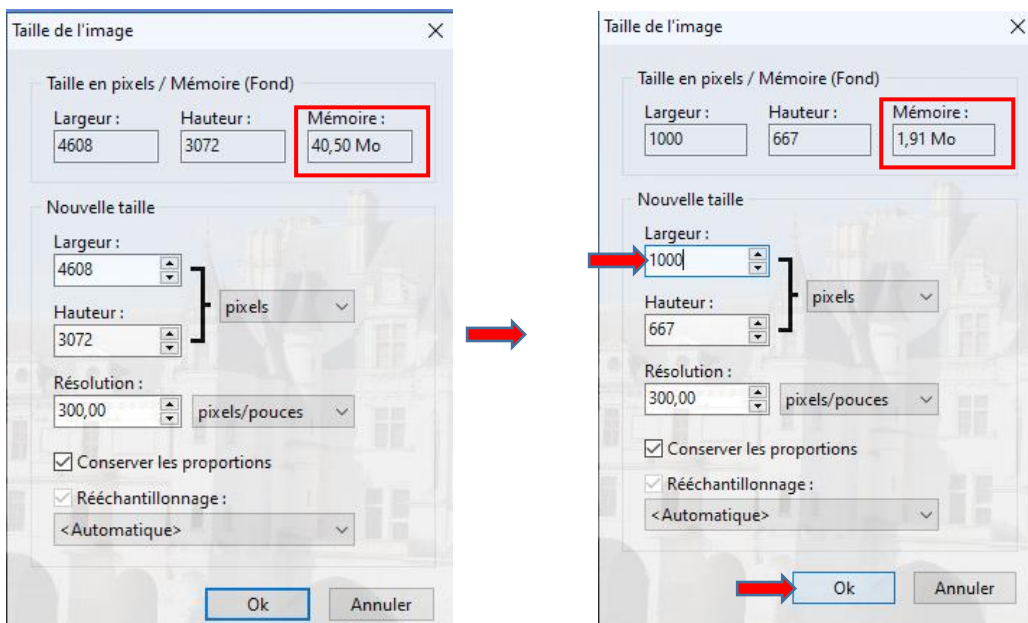 Taille de l'image
Taille en pixels / Mémoire (Fond)
Largeur : Hauteur : Mémoire :
4608 3072 40,50 Mo
Nouvelle taille
Largeur :
4608
pixels
Hauteur :
3072
Résolution :
300,00 pixels/pouces
Conserver les proportions
Rééchantillonnage :
<Automatique>
Ok Annuler
Taille de l'image
Taille en pixels / Mémoire (Fond)
Largeur : Hauteur : Mémoire :
1000 667 1,91 Mo
Nouvelle taille
Largeur :
1000
pixels
Hauteur :
667
Résolution :
300,00 pixels/pouces
Conserver les proportions
Rééchantillonnage :
<Automatique>
Ok Annuler